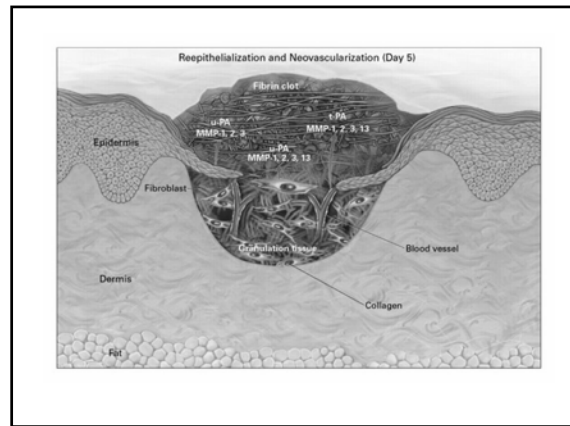 Reepithelialization and Neovascularization (Day 5)
Fibrin clot
u-PA
MMP-1, 2, 3
t-PA
MMP-1, 2, 3, 13
u-PA
MMP-1, 2, 3, 13
Epidermis
Fibroblast
Granulation tissue
Blood vessel
Dermis
Collagen
Fat